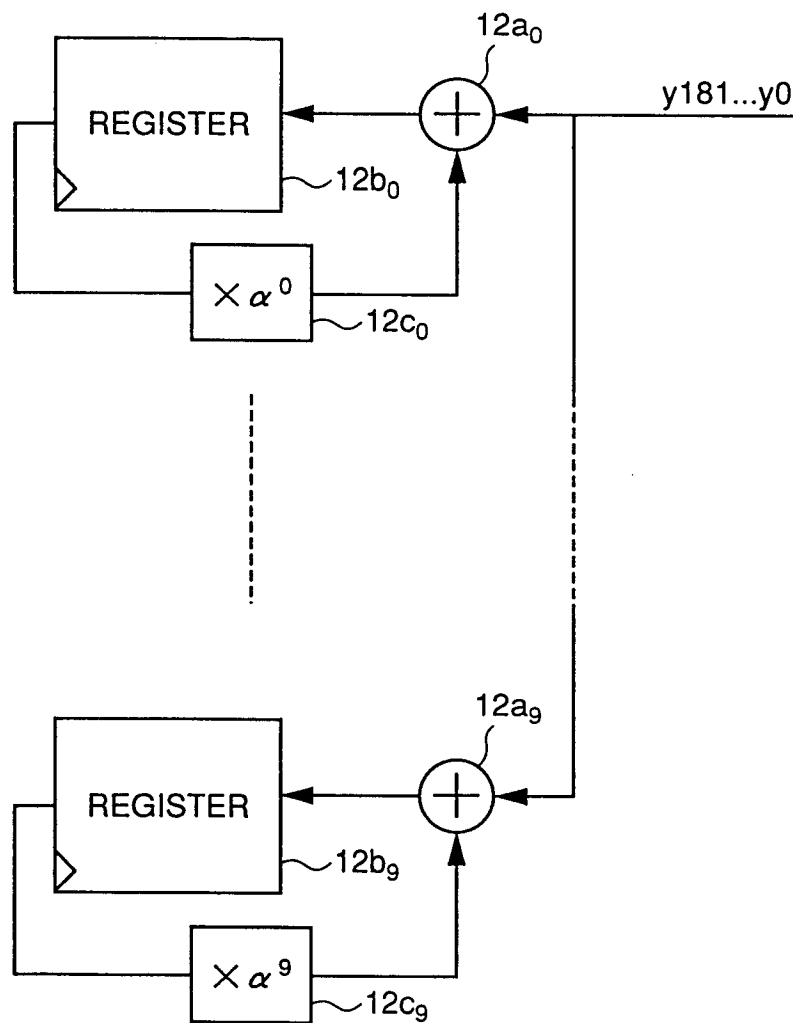 12a₀
y181...y0
REGISTER
+
12b₀
× α⁰
12c₀
12a₉
REGISTER
+
12b₉
× α⁹
12c₉